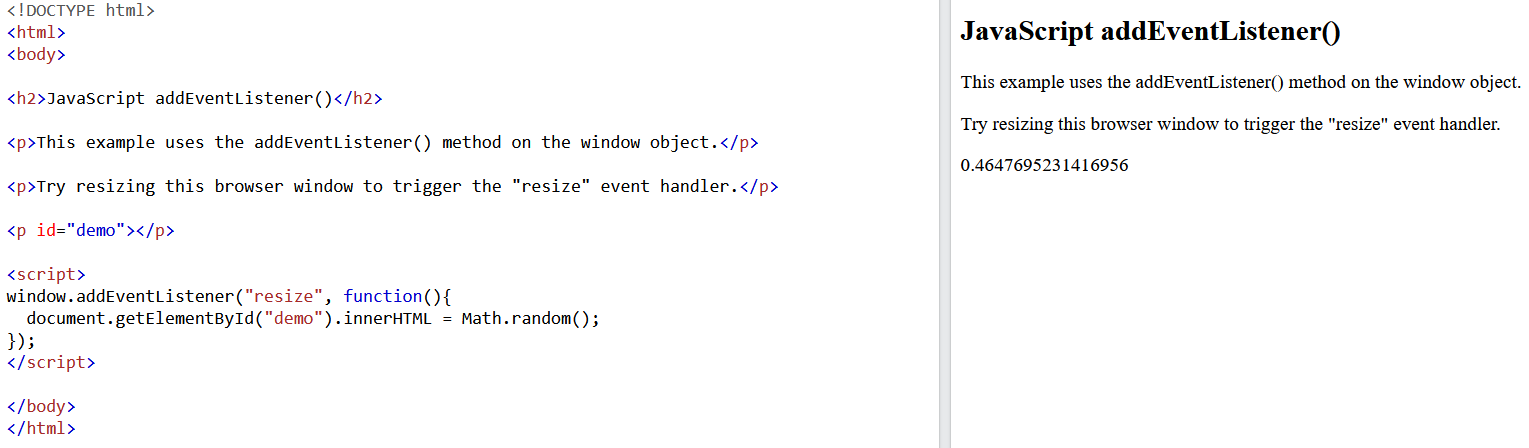 <!DOCTYPE html>
<html>
<body>
<h2>JavaScript addEventListener()</h2>
<p>This example uses the addEventListener() method on the window object.</p>
<p>Try resizing this browser window to trigger the "resize" event handler.</p>
<p id="demo"></p>
<script>
window.addEventListener("resize", function(){
  document.getElementById("demo").innerHTML = Math.random();
});
</script>
</body>
</html>
JavaScript addEventListener()
This example uses the addEventListener() method on the window object.
Try resizing this browser window to trigger the "resize" event handler.
0.4647695231416956